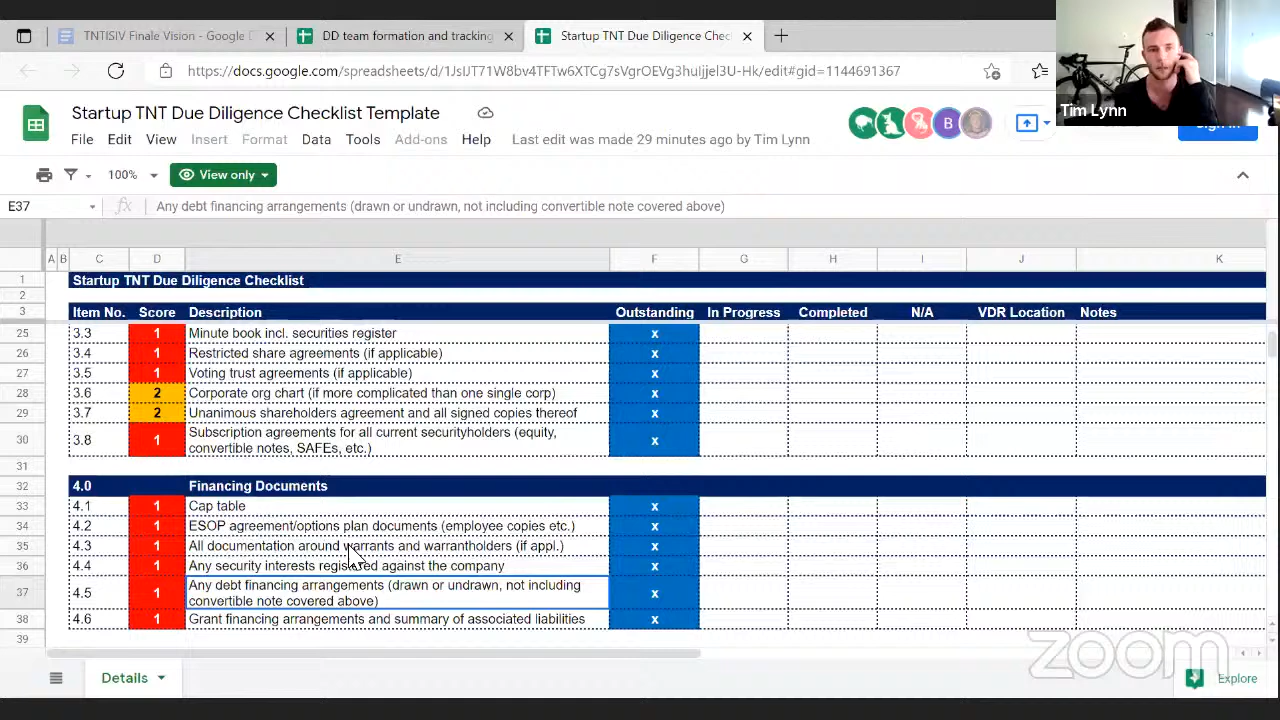 TNTISIV Finale Vision - Google D
DD team formation and tracking
Startup TNT Due Diligence Chec
https://docs.google.com/spreadsheets/d/1JsIJT71W8bv4TFTw6XTCg7sVgrOEVg3huIjjeI3U-Hk/edit#gid=1144691367
Tim Lynn
Startup TNT Due Diligence Checklist Template
B
Sign in
File Edit View Insert Format Data Tools Add-ons Help Last edit was made 29 minutes ago by Tim Lynn
100% View only
E37 fx Any debt financing arrangements (drawn or undrawn, not including convertible note covered above)
A B C D E F G H I J K
1 Startup TNT Due Diligence Checklist
2
3 Item No. Score Description Outstanding In Progress Completed N/A VDR Location Notes
25 3.3 1 Minute book incl. securities register x
26 3.4 1 Restricted share agreements (if applicable) x
27 3.5 1 Voting trust agreements (if applicable) x
28 3.6 2 Corporate org chart (if more complicated than one single corp) x
29 3.7 2 Unanimous shareholders agreement and all signed copies thereof x
30 3.8 1 Subscription agreements for all current securityholders (equity,
convertible notes, SAFEs, etc.) x
31
32 4.0 Financing Documents
33 4.1 1 Cap table x
34 4.2 1 ESOP agreement/options plan documents (employee copies etc.) x
35 4.3 1 All documentation around warrants and warrantholders (if appl.) x
36 4.4 1 Any security interests registered against the company x
37 4.5 1 Any debt financing arrangements (drawn or undrawn, not including
convertible note covered above) x
38 4.6 1 Grant financing arrangements and summary of associated liabilities x
39
zoom
Details
Explore